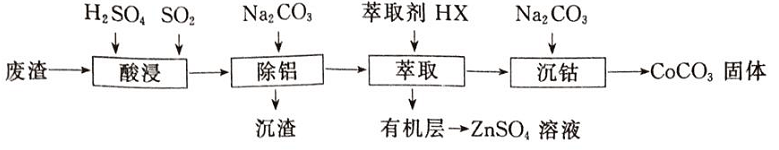 H₂SO₄ SO₂ Na₂CO₃ 萃取剂 HX Na₂CO₃
废渣 酸浸 除铝 萃取 沉钴 CoCO₃ 固体
沉渣 有机层 ZnSO₄ 溶液